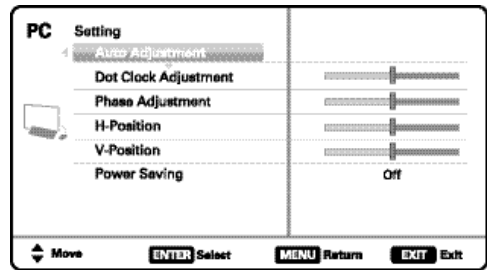 PC Setting
Auto Adjustment
Dot Clock Adjustment
Phase Adjustment
H-Position
V-Position
Power Saving Off
Move ENTER Select MENU Return EXIT Exit